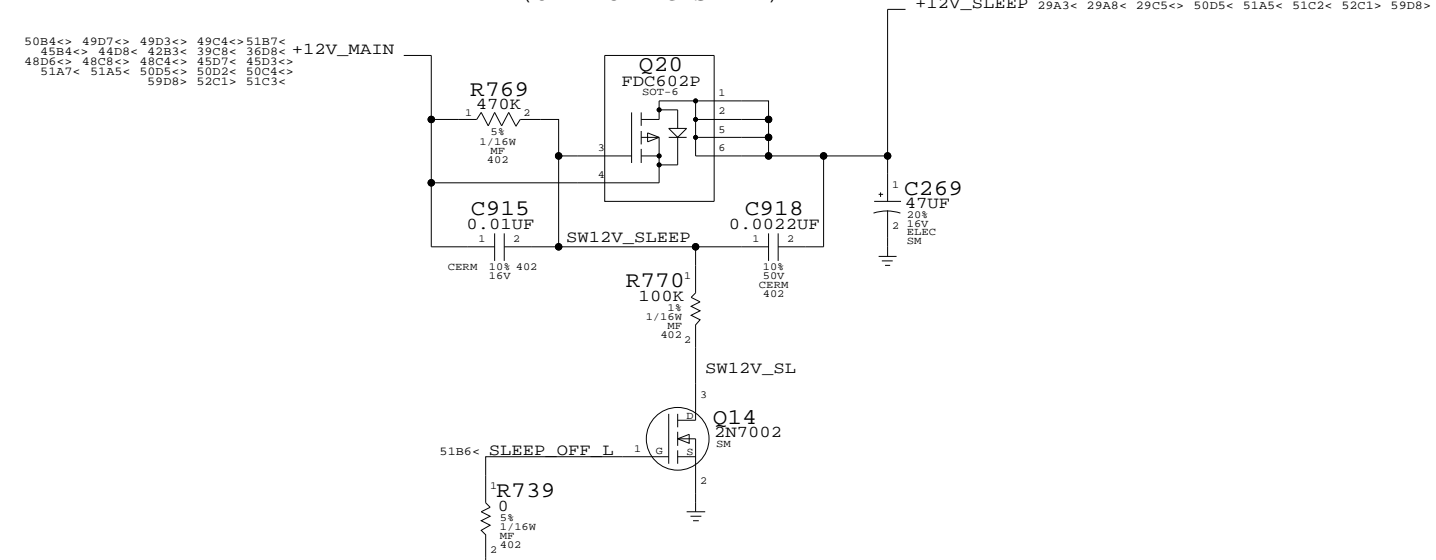 +12V_SLEEP 29A3< 29A8< 29C5<> 50D5< 51A5< 51C2< 52C1> 59D8>
50B4<> 49D7<> 49D3<> 49C4<>51B7<
45B4<> 44D8< 42B3< 39C8< 36D8<
+12V_MAIN
48D6<> 48C8<> 48C4<> 45D7< 45D3<>
51A7< 51A5< 50D5<> 50D2< 50C4<>
59D8> 52C1> 51C3<
Q20
FDC602P
SOT-6
R769
470K
1 2
5%
1/16W
MF
402
1
2
5
6
3
4
C915
0.01UF
1 2
CERM 10% 402
16V
SW12V_SLEEP
C918
0.0022UF
1 2
10%
50V
CERM
402
1
C269
+
47UF
20%
16V
ELEC
SM
2
R770
1
100K
1%
1/16W
MF
402
2
SW12V_SL
3
Q14
2N7002
SM
D
G
S
51B6< SLEEP_OFF_L 1
2
1
R739
0
5%
1/16W
MF
402
2